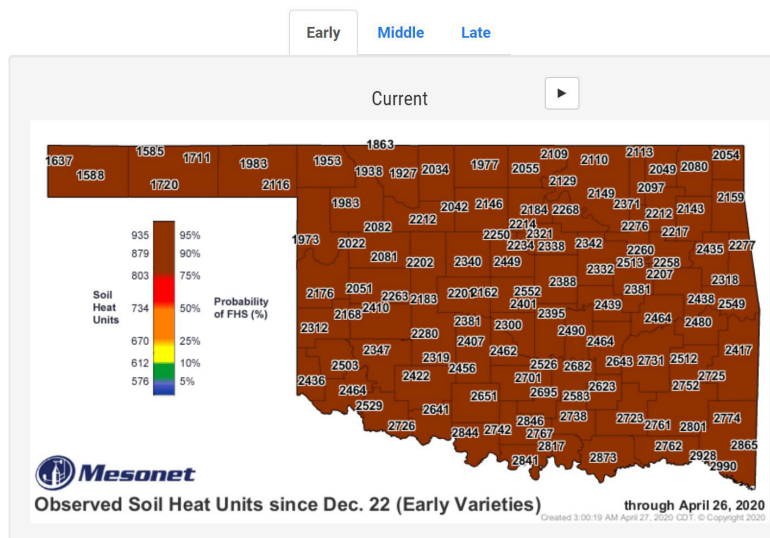 Early Middle Late
Current
1863
1637 1585 1711 1983 1953 1938 1927 2034 1977 2055 2109 2110 2113 2049 2080 2054
1588 1720 2116 2129 2149 2097 2159
1983 2042 2146 2184 2268 2371 2212 2143
2082 2212 2214 2276 2217
1973 2022 2250 2321 2234 2338 2342 2260 2435 2277
935 95%
879 90%
2081 2202 2340 2449 2332 2513 2258 2207
803 75%
2388 2318
2176 2051 2263 2183 2201 2162 2552 2381 2438 2549
Soil
Heat
Units
Probability
of FHS (%)
734 50%
2168 2410 2401 2395 2439
2312 2381 2300 2490 2464 2480
670 25%
2280 2407 2464
612 10%
2347 2319 2462 2417
576 5%
2503 2456 2526 2682 2643 2731 2512
2436 2422 2701 2725
2464 2651 2695 2583 2623 2752
2529 2641 2738 2723 2774
2726 2844 2742 2846 2767 2761 2801
2817 2762 2865
2841 2873 2928 2990
Mesonet
Observed Soil Heat Units since Dec. 22 (Early Varieties) through April 26, 2020
Created 3:00:19 AM April 27, 2020 CDT. © Copyright 2020